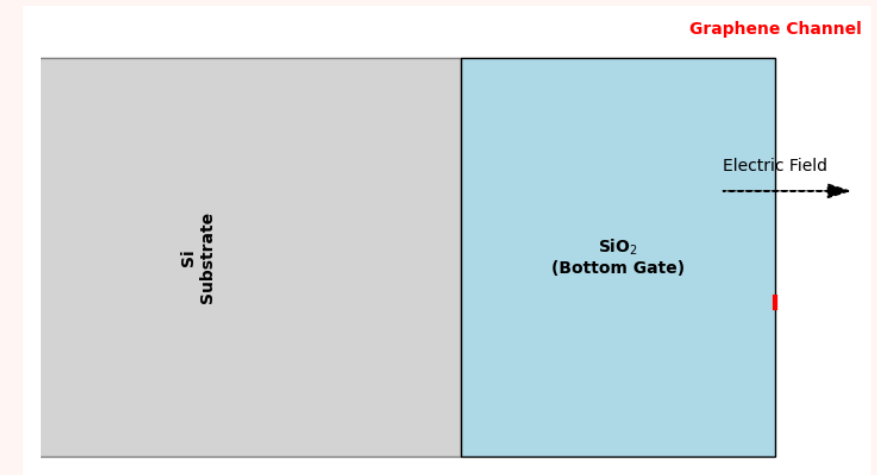 Graphene Channel
Electric Field
Si
Substrate
SiO₂
(Bottom Gate)